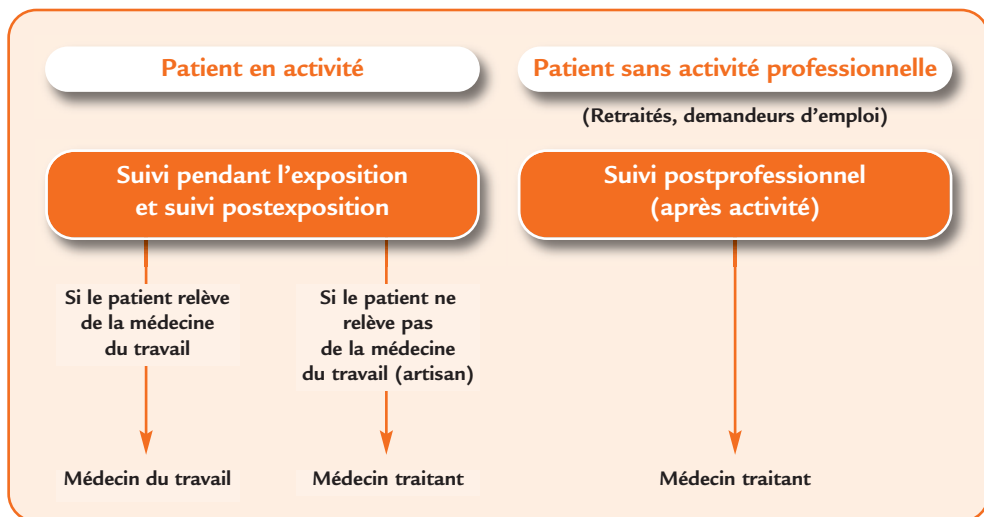 Patient en activité
Patient sans activité professionnelle
(Retraités, demandeurs d’emploi)
Suivi pendant l’exposition
et suivi postexposition
Suivi postprofessionnel
(après activité)
Si le patient relève
de la médecine
du travail
Si le patient ne
relève pas
de la médecine
du travail (artisan)
Médecin du travail
Médecin traitant
Médecin traitant